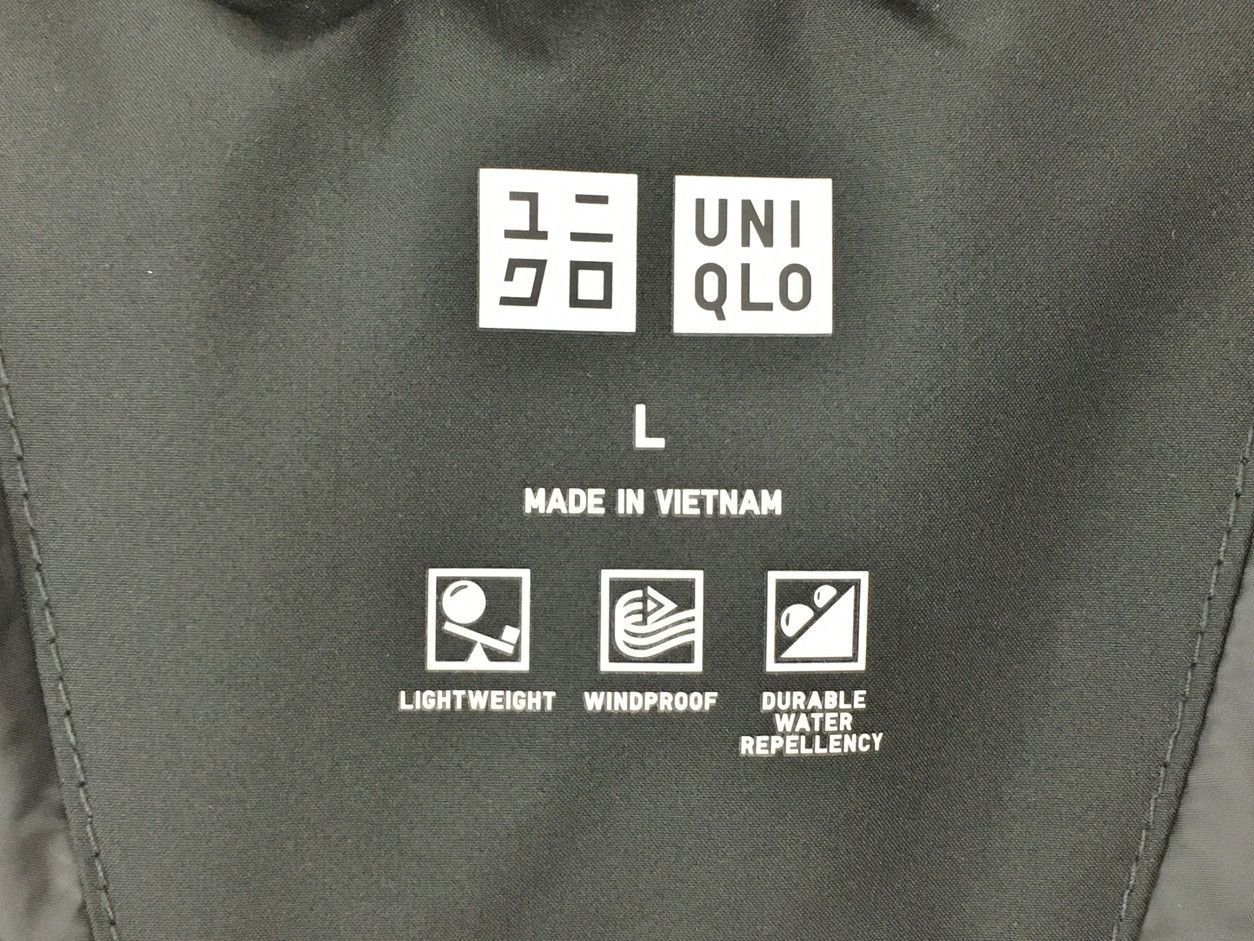 ユニ
クロ
UNI
QLO
L
MADE IN VIETNAM
LIGHTWEIGHT
WINDPROOF
DURABLE
WATER
REPELLENCY